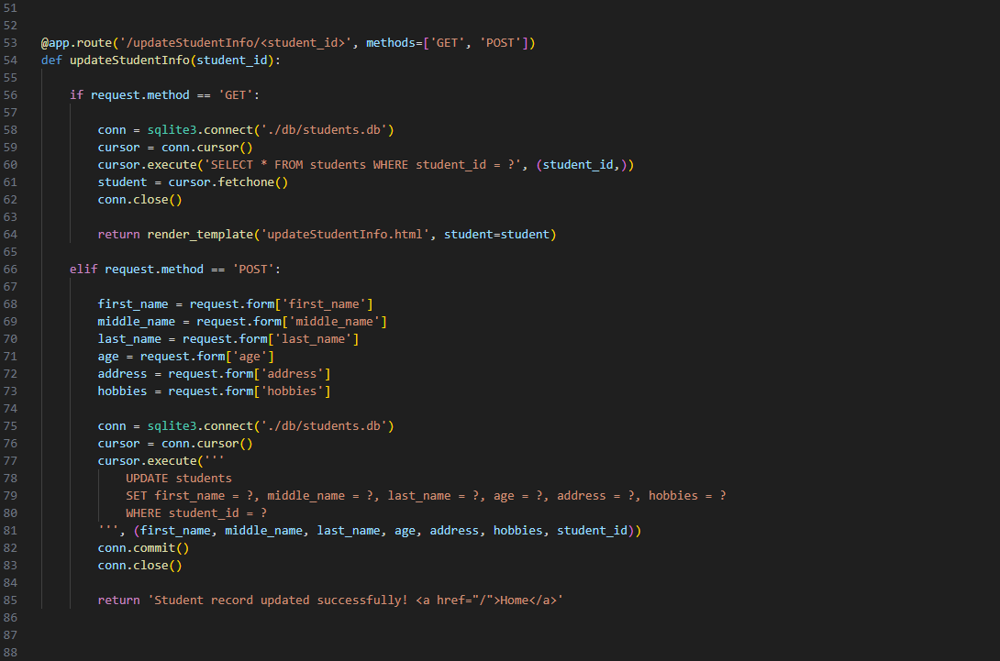 51
52
53 @app.route('/updateStudentInfo/<student_id>', methods=['GET', 'POST'])
54 def updateStudentInfo(student_id):
55
56     if request.method == 'GET':
57
58         conn = sqlite3.connect('./db/students.db')
59         cursor = conn.cursor()
60         cursor.execute('SELECT * FROM students WHERE student_id = ?', (student_id,))
61         student = cursor.fetchone()
62         conn.close()
63
64         return render_template('updateStudentInfo.html', student=student)
65
66     elif request.method == 'POST':
67
68         first_name = request.form['first_name']
69         middle_name = request.form['middle_name']
70         last_name = request.form['last_name']
71         age = request.form['age']
72         address = request.form['address']
73         hobbies = request.form['hobbies']
74
75         conn = sqlite3.connect('./db/students.db')
76         cursor = conn.cursor()
77         cursor.execute('''
78             UPDATE students
79             SET first_name = ?, middle_name = ?, last_name = ?, age = ?, address = ?, hobbies = ?
80             WHERE student_id = ?
81         ''', (first_name, middle_name, last_name, age, address, hobbies, student_id))
82         conn.commit()
83         conn.close()
84
85         return 'Student record updated successfully! <a href="/">Home</a>'
86
87
88